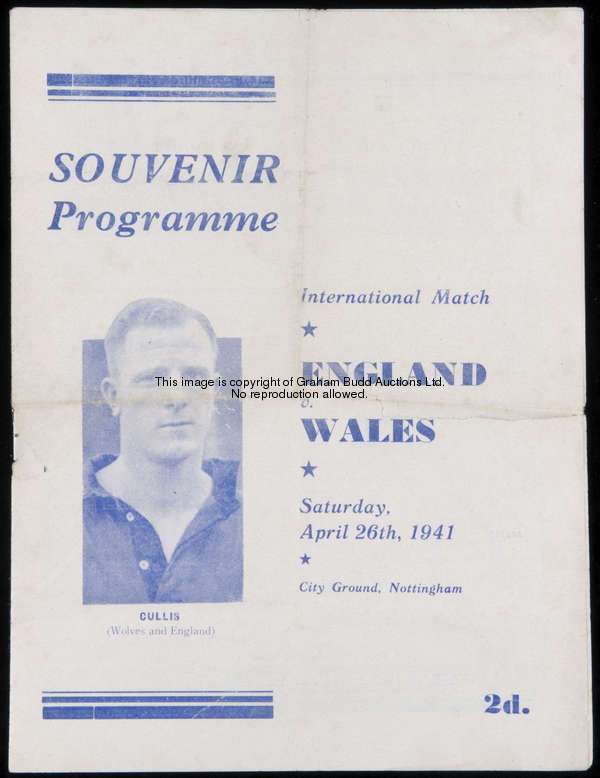 SOUVENIR
Programme
International Match
ENGLAND
v.
WALES
Saturday,
April 26th, 1941
City Ground, Nottingham
CULLIS
(Wolves and England)
2d.
This image is copyright of Graham Budd Auctions Ltd.
No reproduction allowed.